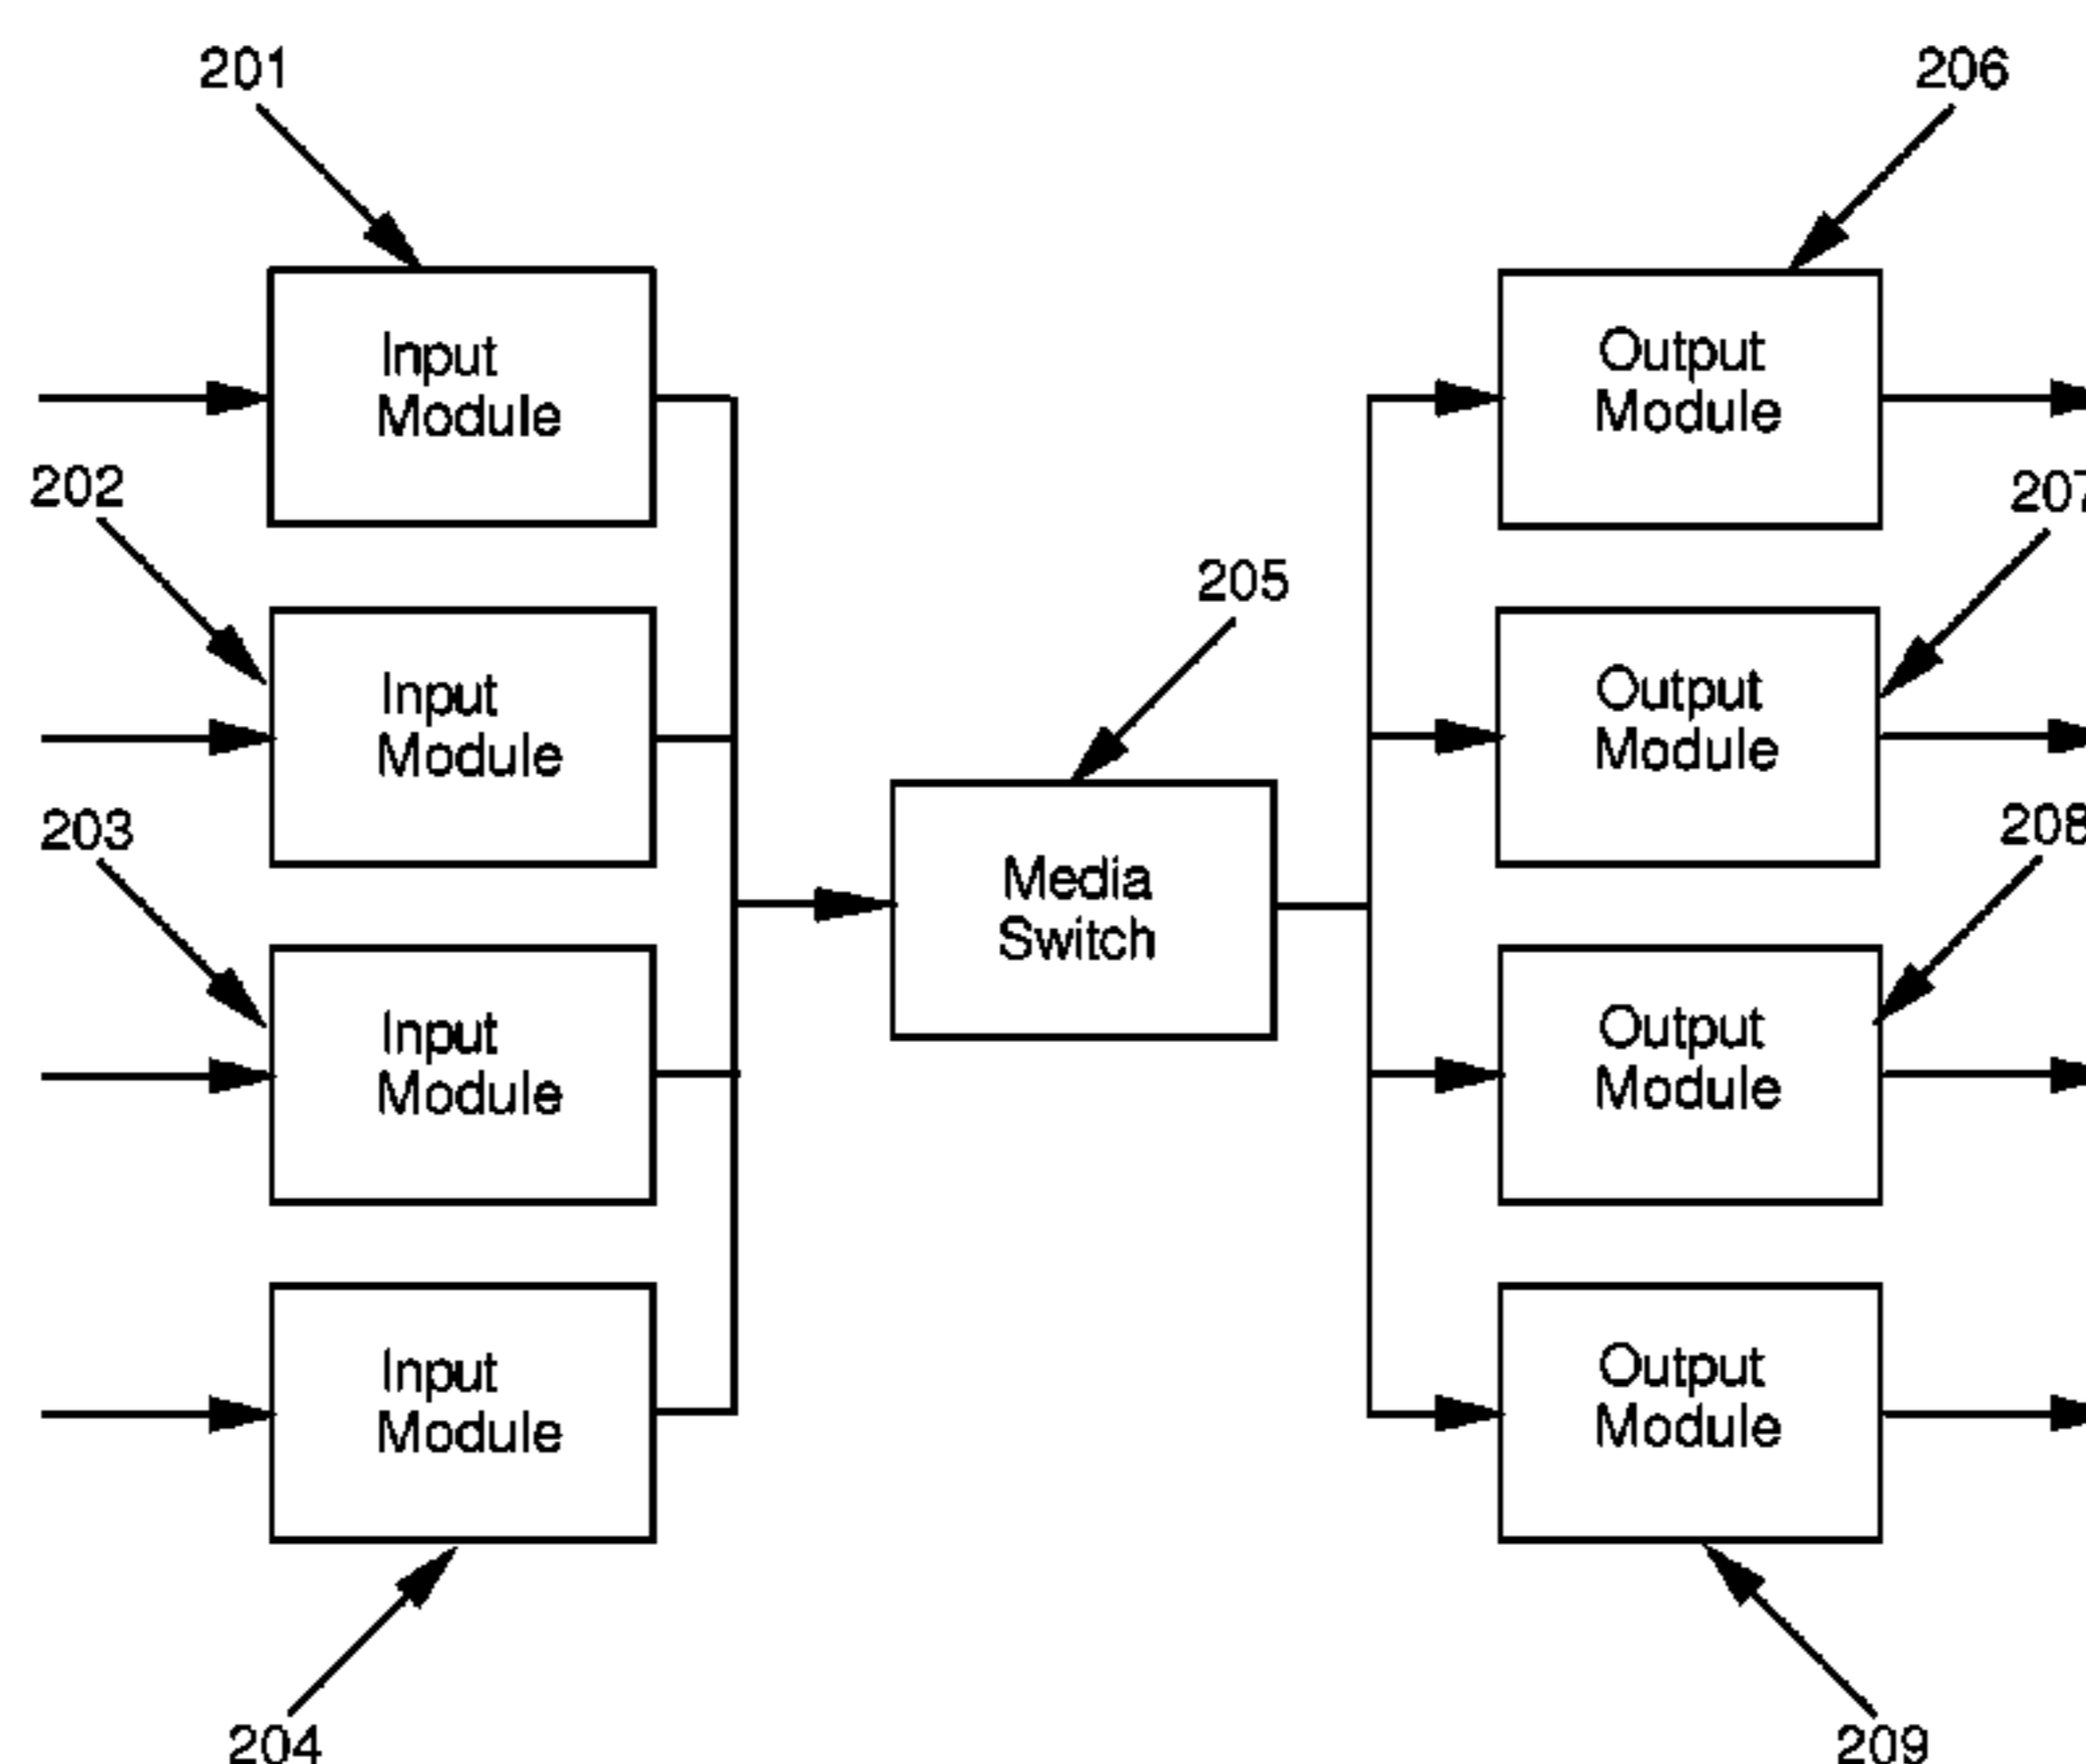 201
206
Input
Module
Output
Module
202
207
205
Input
Module
Output
Module
203
208
Media
Switch
Input
Module
Output
Module
Input
Module
Output
Module
204
209